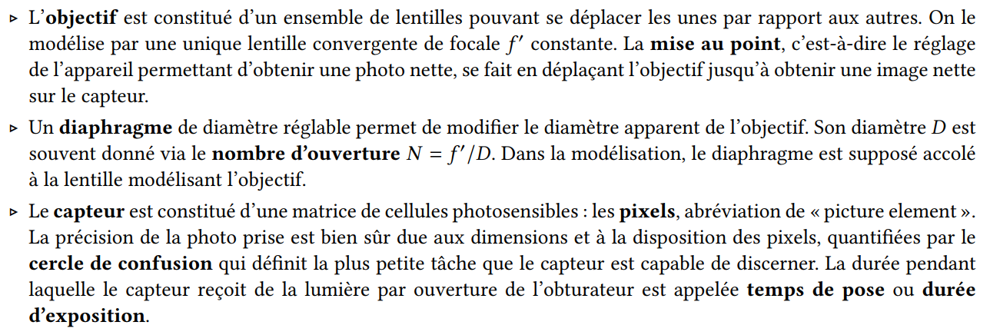 ▹ L’objectif est constitué d’un ensemble de lentilles pouvant se déplacer les unes par rapport aux autres. On le
modélise par une unique lentille convergente de focale f′ constante. La mise au point, c’est-à-dire le réglage
de l’appareil permettant d’obtenir une photo nette, se fait en déplaçant l’objectif jusqu’à obtenir une image nette
sur le capteur.
▹ Un diaphragme de diamètre réglable permet de modifier le diamètre apparent de l’objectif. Son diamètre D est
souvent donné via le nombre d’ouverture N = f′/D. Dans la modélisation, le diaphragme est supposé accolé
à la lentille modélisant l’objectif.
▹ Le capteur est constitué d’une matrice de cellules photosensibles : les pixels, abréviation de « picture element ».
La précision de la photo prise est bien sûr due aux dimensions et à la disposition des pixels, quantifiées par le
cercle de confusion qui définit la plus petite tâche que le capteur est capable de discerner. La durée pendant
laquelle le capteur reçoit de la lumière par ouverture de l’obturateur est appelée temps de pose ou durée
d’exposition.